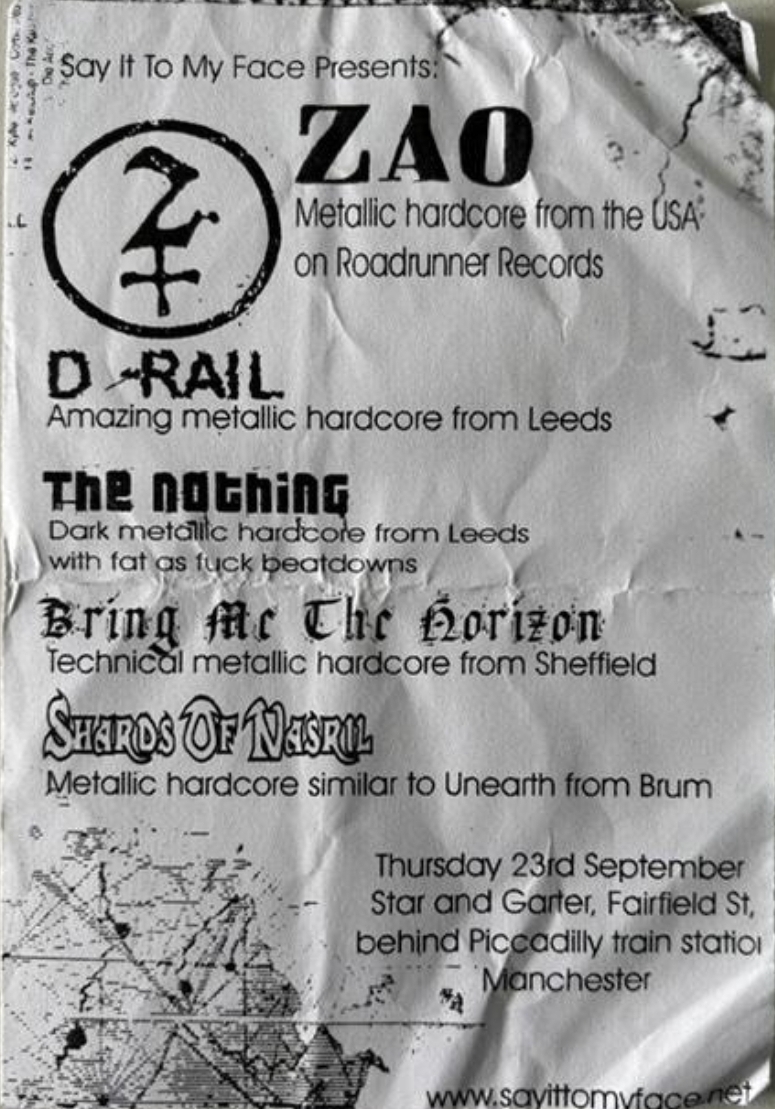 Say It To My Face Presents:
ZAO
Metallic hardcore from the USA
on Roadrunner Records
D-RAIL
Amazing metallic hardcore from Leeds
The Nothing
Dark metallic hardcore from Leeds
with fat as fuck beatdowns
Bring Me The Horizon
Technical metallic hardcore from Sheffield
Shards Of Nasril
Metallic hardcore similar to Unearth from Brum
Thursday 23rd September
Star and Garter, Fairfield St,
behind Piccadilly train station
Manchester
www.sayittomyface.net